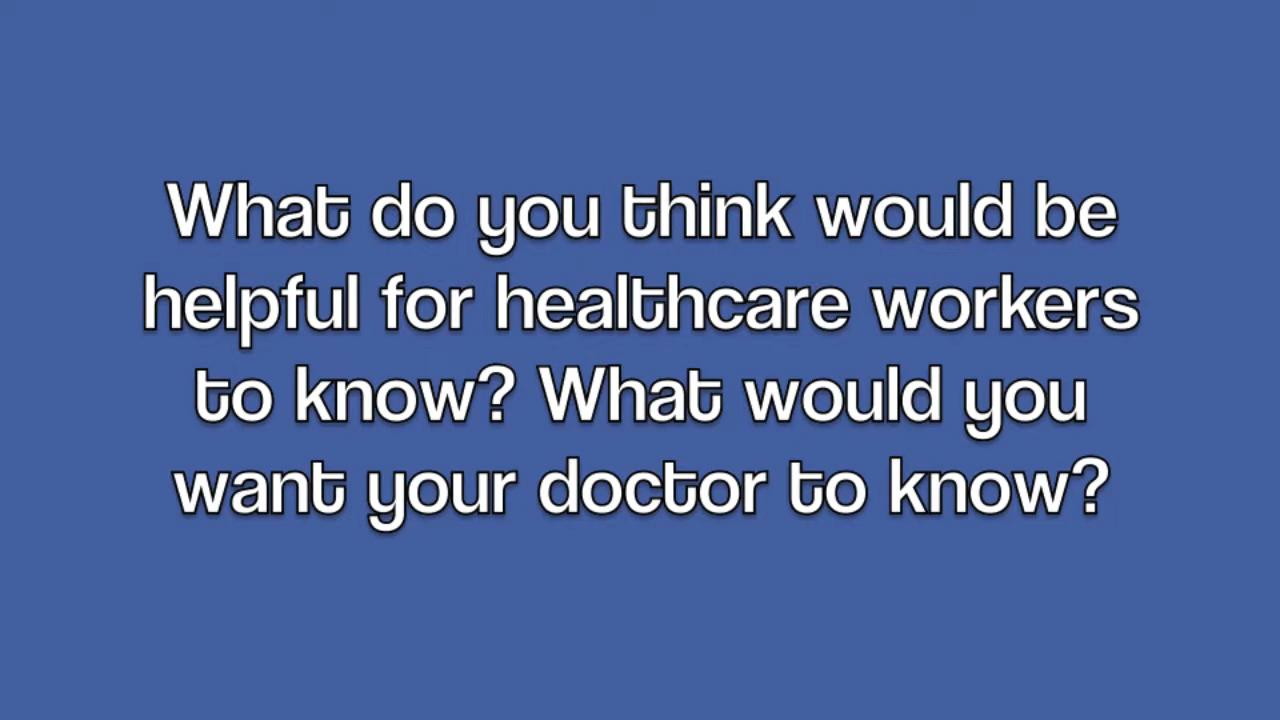 What do you think would be
helpful for healthcare workers
to know? What would you
want your doctor to know?